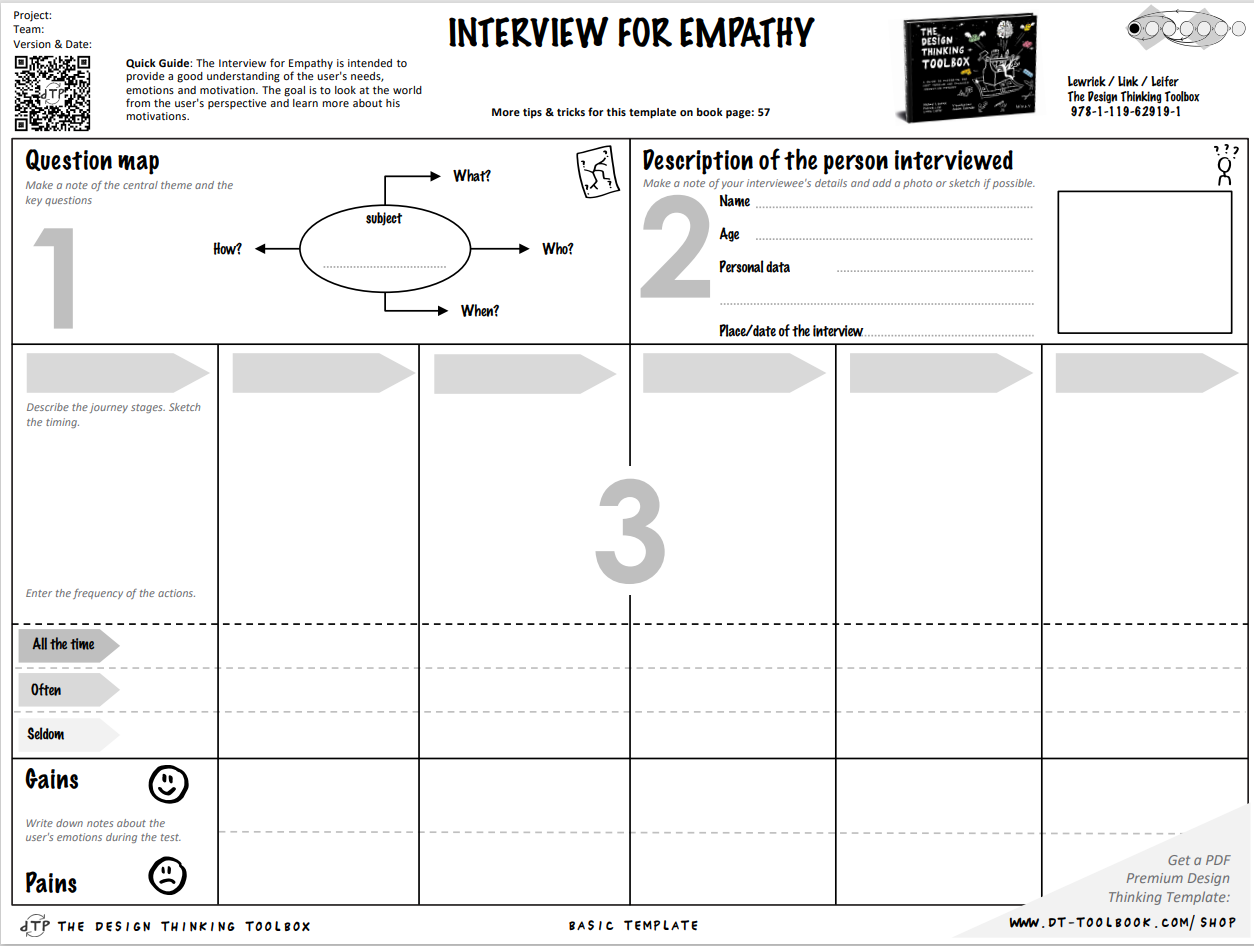 Project:
Team:
Version & Date:
dTP
Quick Guide: The Interview for Empathy is intended to
provide a good understanding of the user's needs,
emotions and motivation. The goal is to look at the world
from the user's perspective and learn more about his
motivations.
INTERVIEW FOR EMPATHY
More tips & tricks for this template on book page: 57
THE
DESIGN
THINKING
TOOLBOX
Lewrick / Link / Leifer
The Design Thinking Toolbox
978-1-119-62919-1
Question map
Make a note of the central theme and the
key questions
1
What?
subject
How?
Who?
When?
Description of the person interviewed
Make a note of your interviewee's details and add a photo or sketch if possible.
? ? ?
2
Name
Age
Personal data
Place/date of the interview
Describe the journey stages. Sketch
the timing.
3
Enter the frequency of the actions.
All the time
Often
Seldom
Gains
Write down notes about the
user's emotions during the test.
Pains
Get a PDF
Premium Design
Thinking Template:
WWW.DT-TOOLBOOK.COM/SHOP
dTP THE DESIGN THINKING TOOLBOX
BASIC TEMPLATE